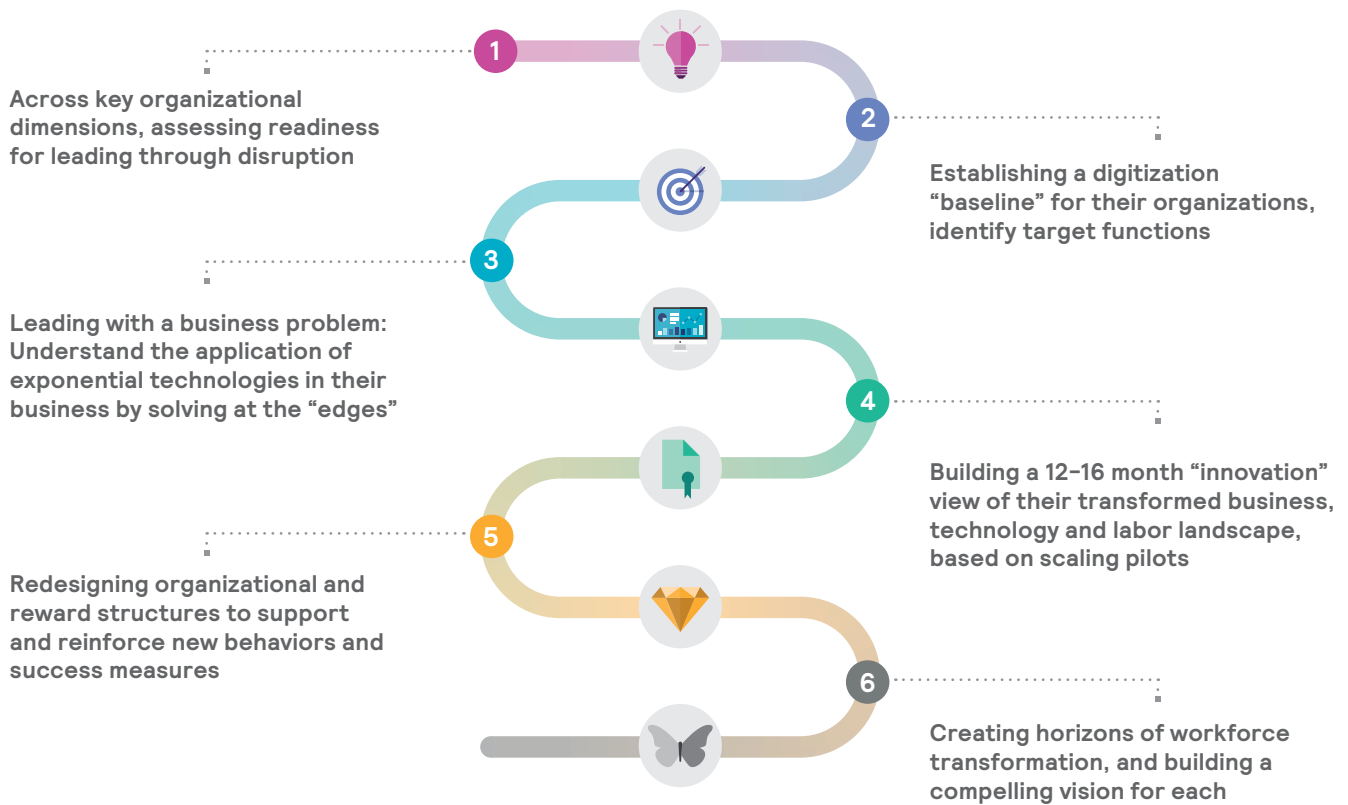 1
Across key organizational
dimensions, assessing readiness
for leading through disruption
2
Establishing a digitization
“baseline” for their organizations,
identify target functions
3
Leading with a business problem:
Understand the application of
exponential technologies in their
business by solving at the “edges”
4
Building a 12–16 month “innovation”
view of their transformed business,
technology and labor landscape,
based on scaling pilots
5
Redesigning organizational and
reward structures to support
and reinforce new behaviors and
success measures
6
Creating horizons of workforce
transformation, and building a
compelling vision for each